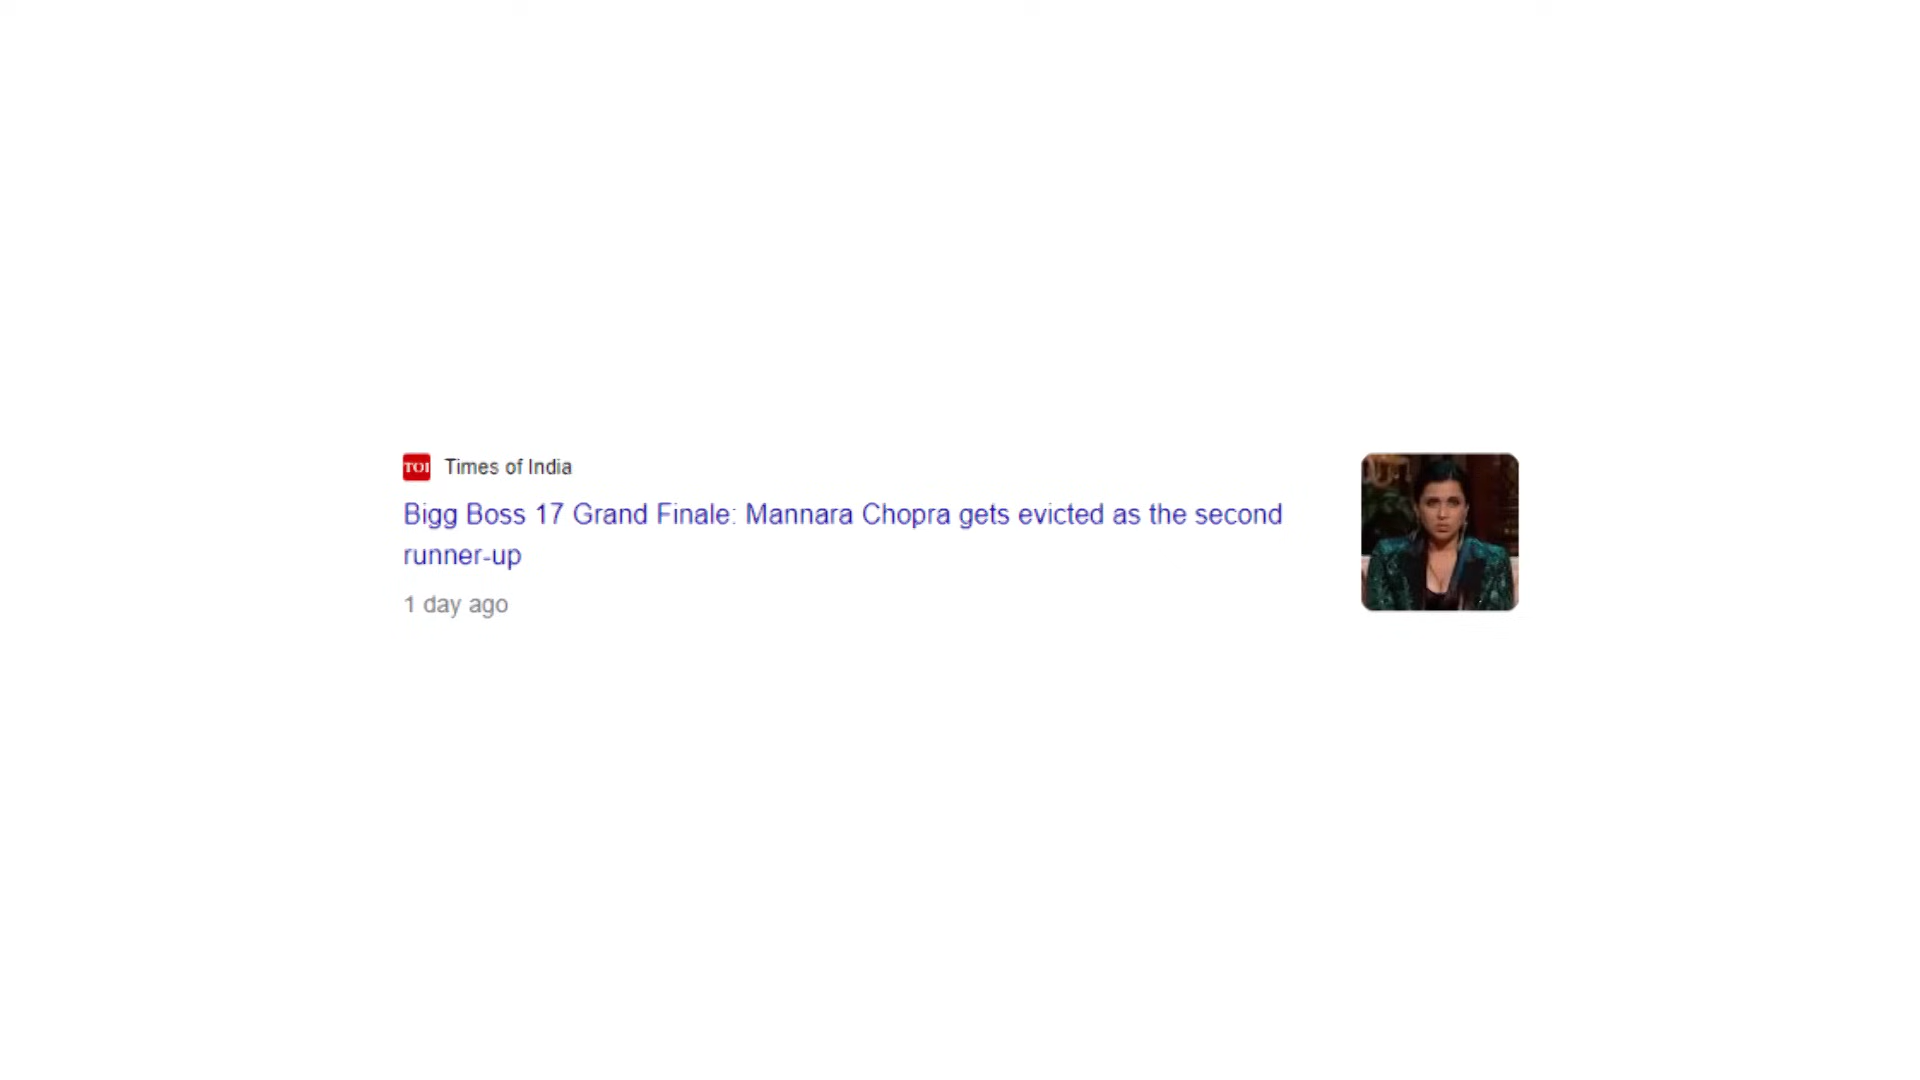 TOI Times of India
Bigg Boss 17 Grand Finale: Mannara Chopra gets evicted as the second
runner-up
1 day ago